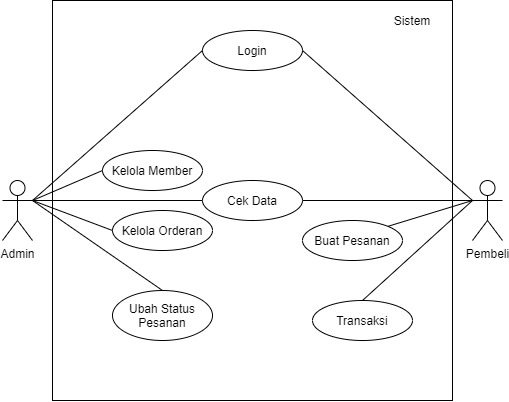 Sistem
Login
Kelola Member
Cek Data
Kelola Orderan
Buat Pesanan
Admin
Pembeli
Ubah Status
Pesanan
Transaksi